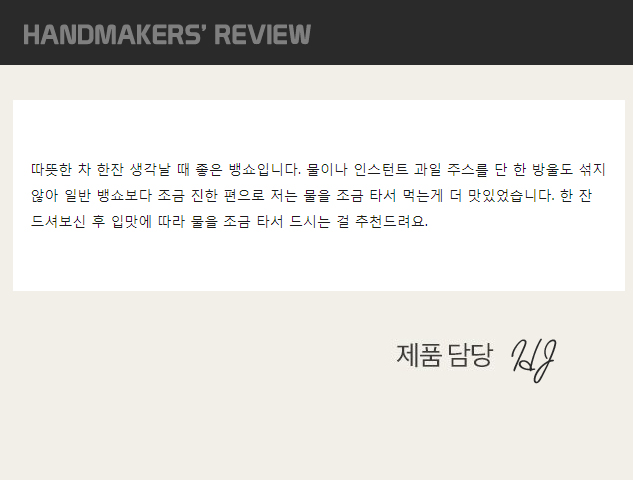 HANDMAKERS’ REVIEW
따뜻한 차 한잔 생각날 때 좋은 뱅쇼입니다. 물이나 인스턴트 과일 주스를 단 한 방울도 섞지
않아 일반 뱅쇼보다 조금 진한 편으로 저는 물을 조금 타서 먹는게 더 맛있었습니다. 한 잔
드셔보신 후 입맛에 따라 물을 조금 타서 드시는 걸 추천드려요.
제품 담당 HJ